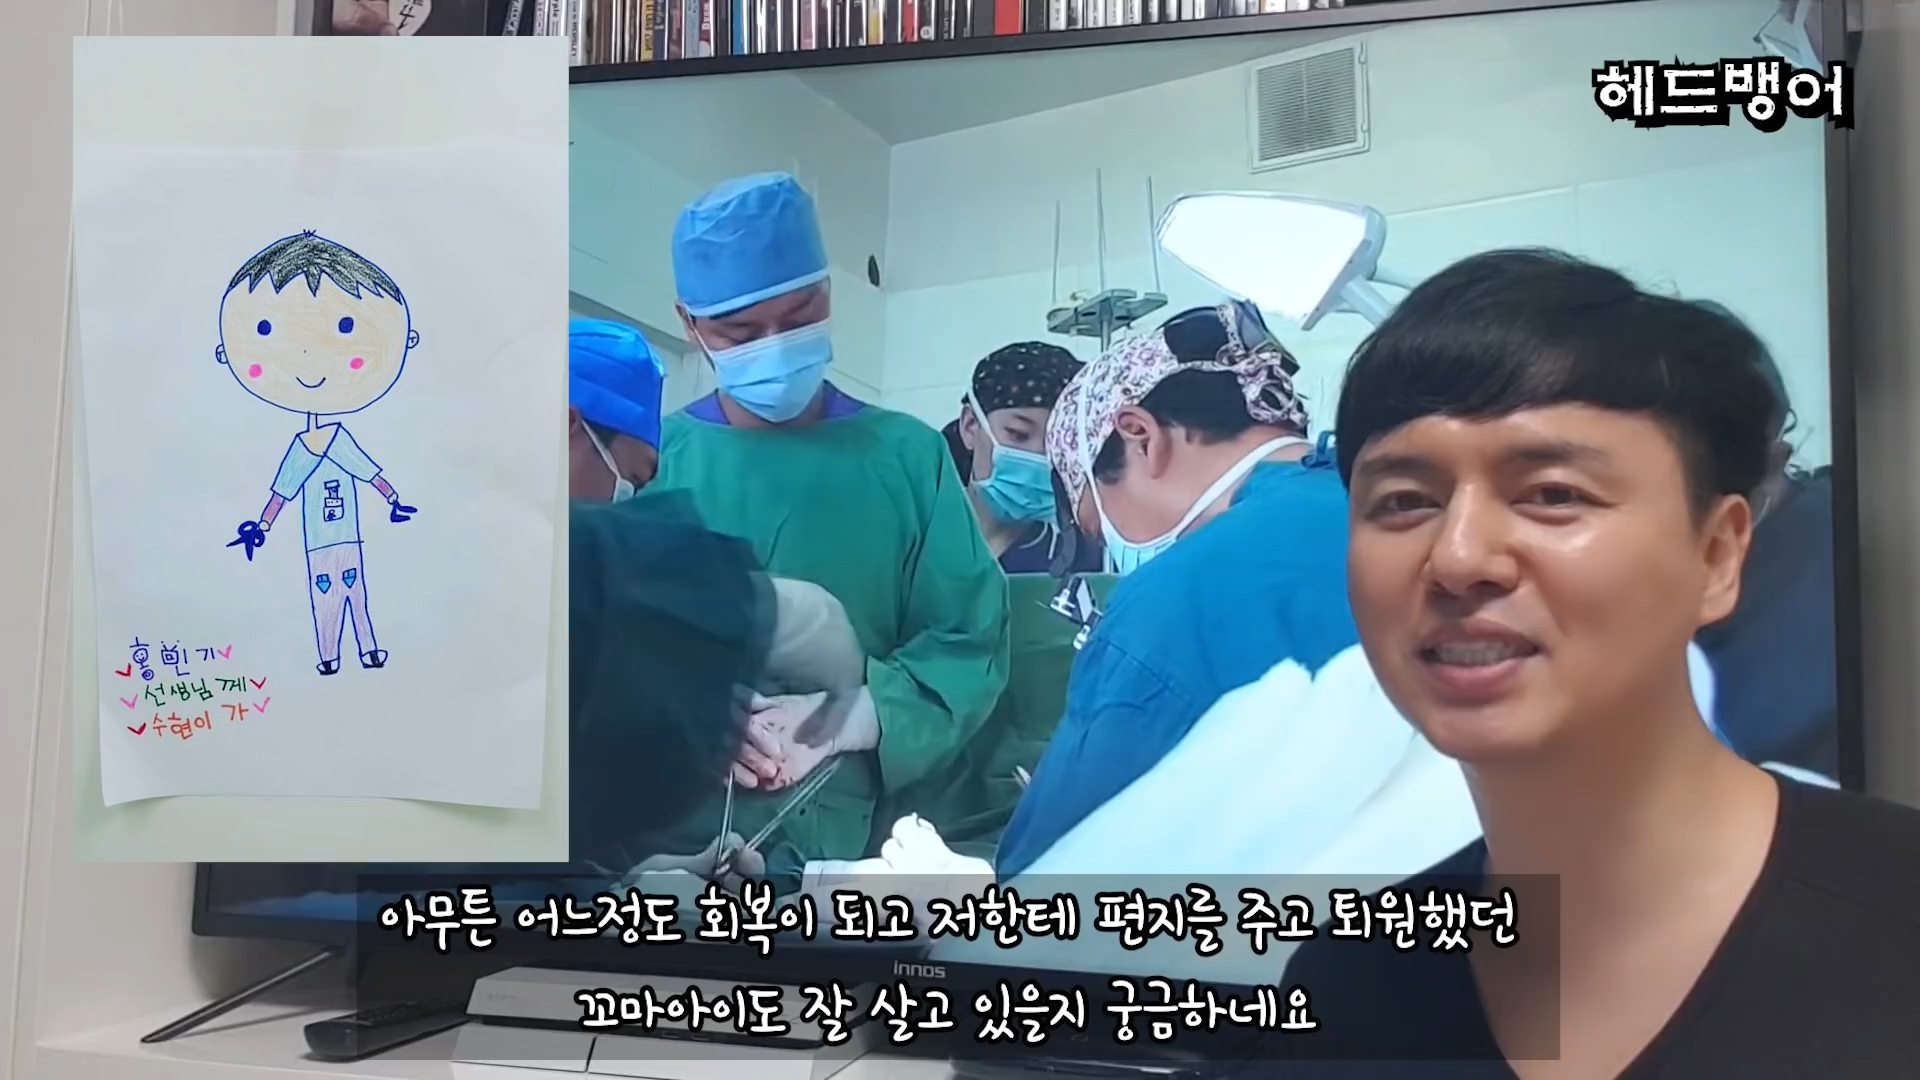 헤드뱅어
홍민기
선생님께
수현이가
innos
아무튼 어느정도 회복이 되고 저한테 편지를 주고 퇴원했던
꼬마아이도 잘 살고 있을지 궁금하네요